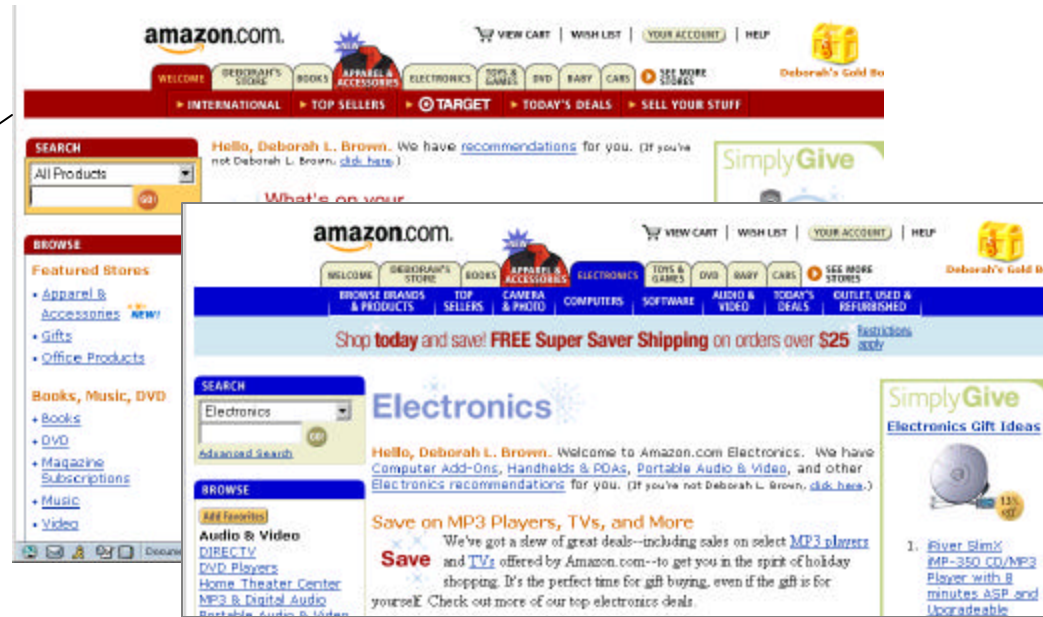 amazon.com.
VIEW CART | WISH LIST | YOUR ACCOUNT | HELP
NEW
Deborah's Gold Bo
WELCOME DEBORAH'S STORE BOOKS APPAREL & ACCESSORIES ELECTRONICS TOYS & GAMES DVD BABY CARS SEE MORE STORES
INTERNATIONAL TOP SELLERS TARGET TODAY'S DEALS SELL YOUR STUFF
SEARCH
All Products
GO!
Hello, Deborah L. Brown. We have recommendations for you. (If you're
not Deborah L. Brown, click here.)
SimplyGive
What's on your
BROWSE
Featured Stores
• Apparel &
Accessories NEW!
• Gifts
• Office Products
Books, Music, DVD
• Books
• DVD
• Magazine
Subscriptions
• Music
• Video
Docume
amazon.com.
VIEW CART | WISH LIST | YOUR ACCOUNT | HELP
NEW
Deborah's Gold B
WELCOME DEBORAH'S STORE BOOKS APPAREL & ACCESSORIES ELECTRONICS TOYS & GAMES DVD BABY CARS SEE MORE STORES
BROWSE BRANDS & PRODUCTS | TOP SELLERS | CAMERA & PHOTO | COMPUTERS | SOFTWARE | AUDIO & VIDEO | TODAY'S DEALS | OUTLET, USED & REFURBISHED
Shop today and save! FREE Super Saver Shipping on orders over $25 Restrictions apply
SEARCH
Electronics
GO!
Advanced Search
Electronics
Hello, Deborah L. Brown. Welcome to Amazon.com Electronics. We have
Computer Add-Ons, Handhelds & PDAs, Portable Audio & Video, and other
Electronics recommendations for you. (If you're not Deborah L. Brown, click here.)
BROWSE
Add Favorites
Audio & Video
DIRECTV
DVD Players
Home Theater Center
MP3 & Digital Audio
Portable Audio & Video
Save on MP3 Players, TVs, and More
Save
We've got a slew of great deals--including sales on select MP3 players
and TVs offered by Amazon.com--to get you in the spirit of holiday
shopping. It's the perfect time for gift buying, even if the gift is for
yourself. Check out more of our top electronics deals.
SimplyGive
Electronics Gift Ideas
13% off
1. iRiver SlimX
iMP-350 CD/MP3
Player with 8
minutes ASP and
Upgradeable